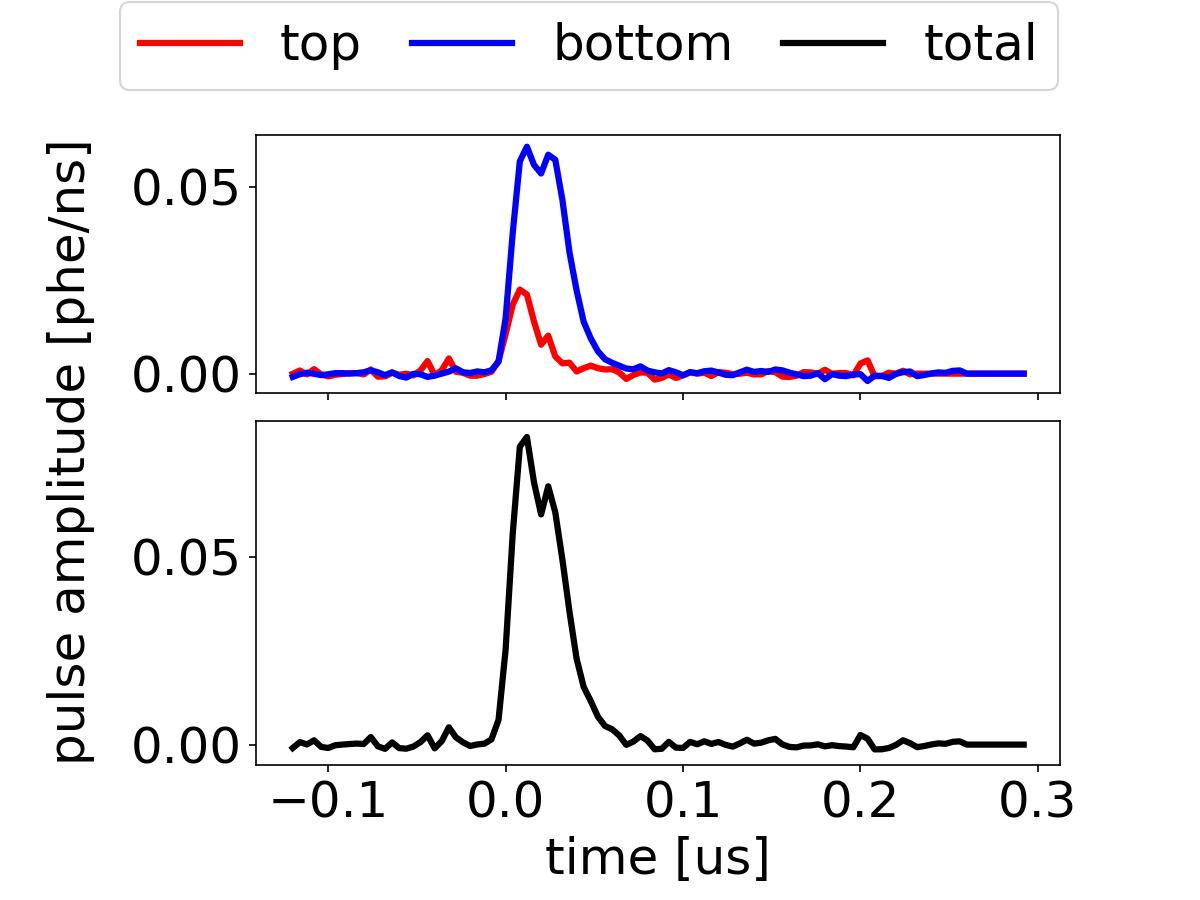 top bottom total
pulse amplitude [phe/ns]
0.05
0.00
0.05
0.00
−0.1 0.0 0.1 0.2 0.3
time [us]